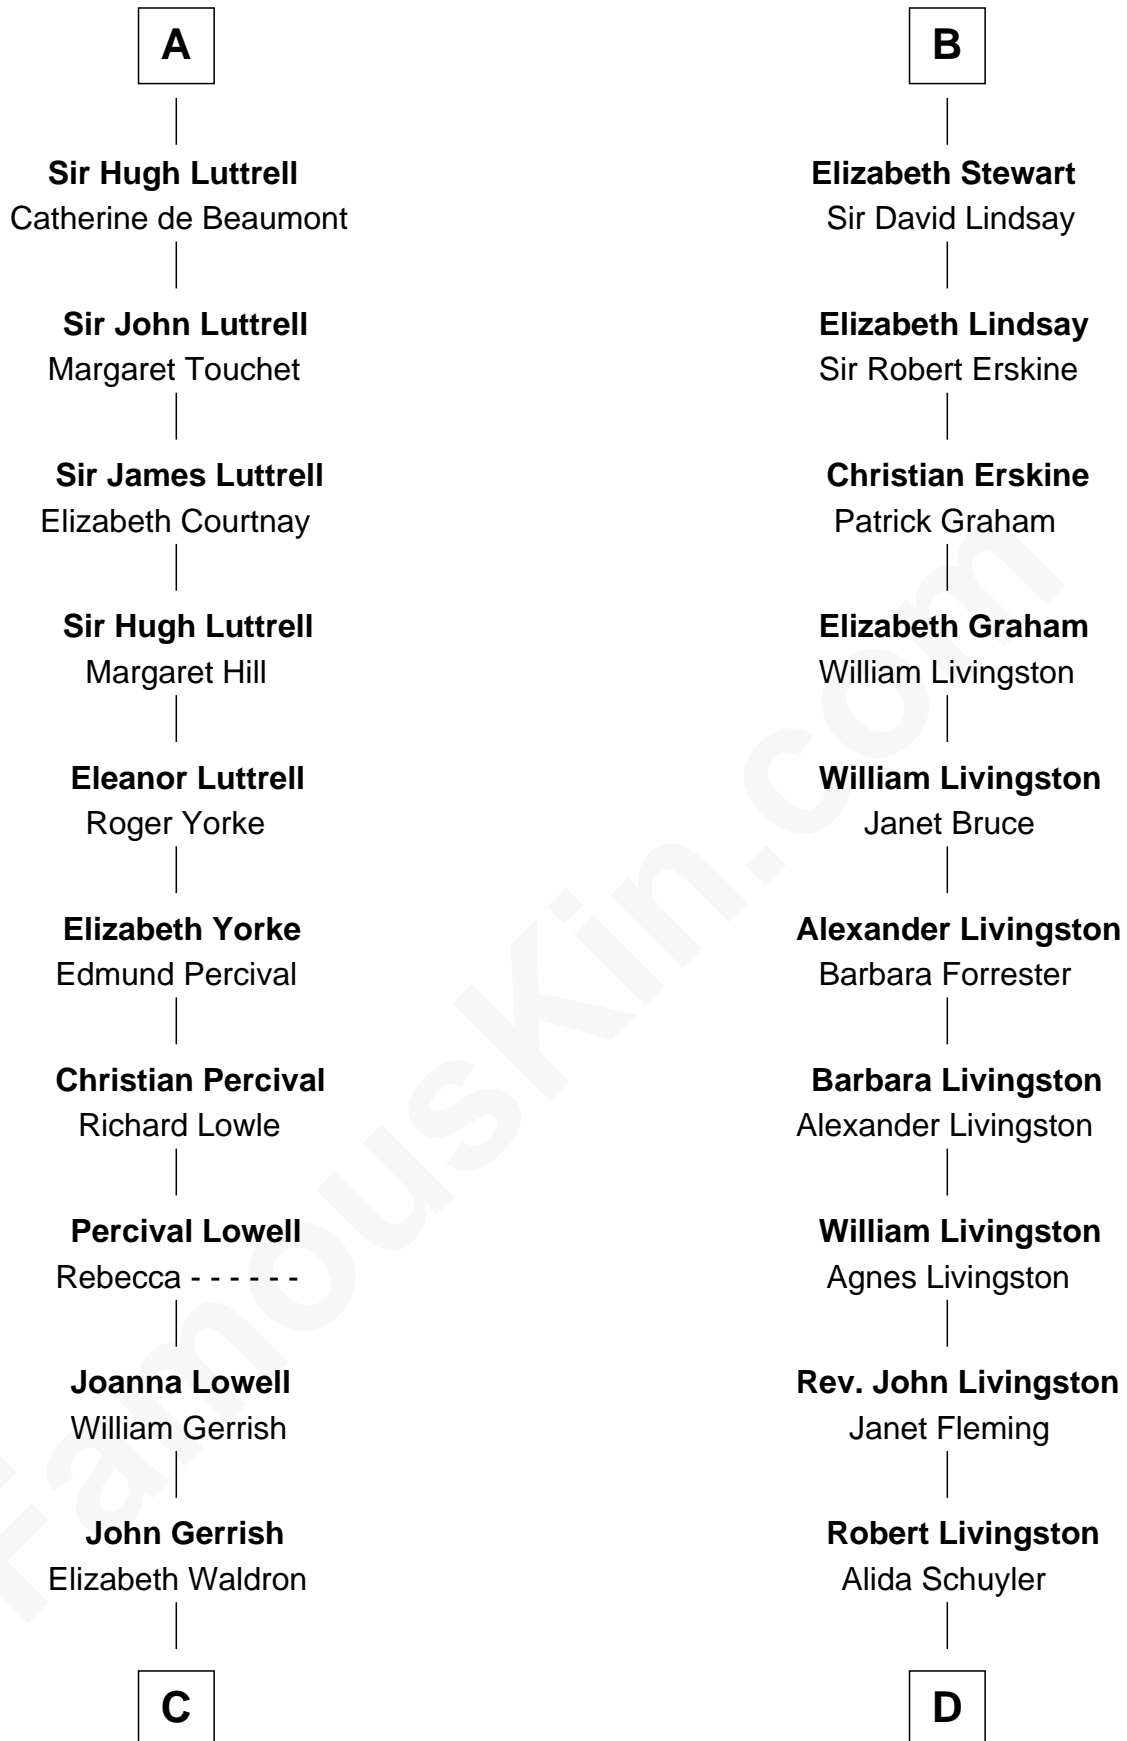 A
Sir Hugh Luttrell
Catherine de Beaumont
Sir John Luttrell
Margaret Touchet
Sir James Luttrell
Elizabeth Courtnay
Sir Hugh Luttrell
Margaret Hill
Eleanor Luttrell
Roger Yorke
Elizabeth Yorke
Edmund Percival
Christian Percival
Richard Lowle
Percival Lowell
Rebecca - - - - - -
Joanna Lowell
William Gerrish
John Gerrish
Elizabeth Waldron
C
B
Elizabeth Stewart
Sir David Lindsay
Elizabeth Lindsay
Sir Robert Erskine
Christian Erskine
Patrick Graham
Elizabeth Graham
William Livingston
William Livingston
Janet Bruce
Alexander Livingston
Barbara Forrester
Barbara Livingston
Alexander Livingston
William Livingston
Agnes Livingston
Rev. John Livingston
Janet Fleming
Robert Livingston
Alida Schuyler
D
FamousKin.com